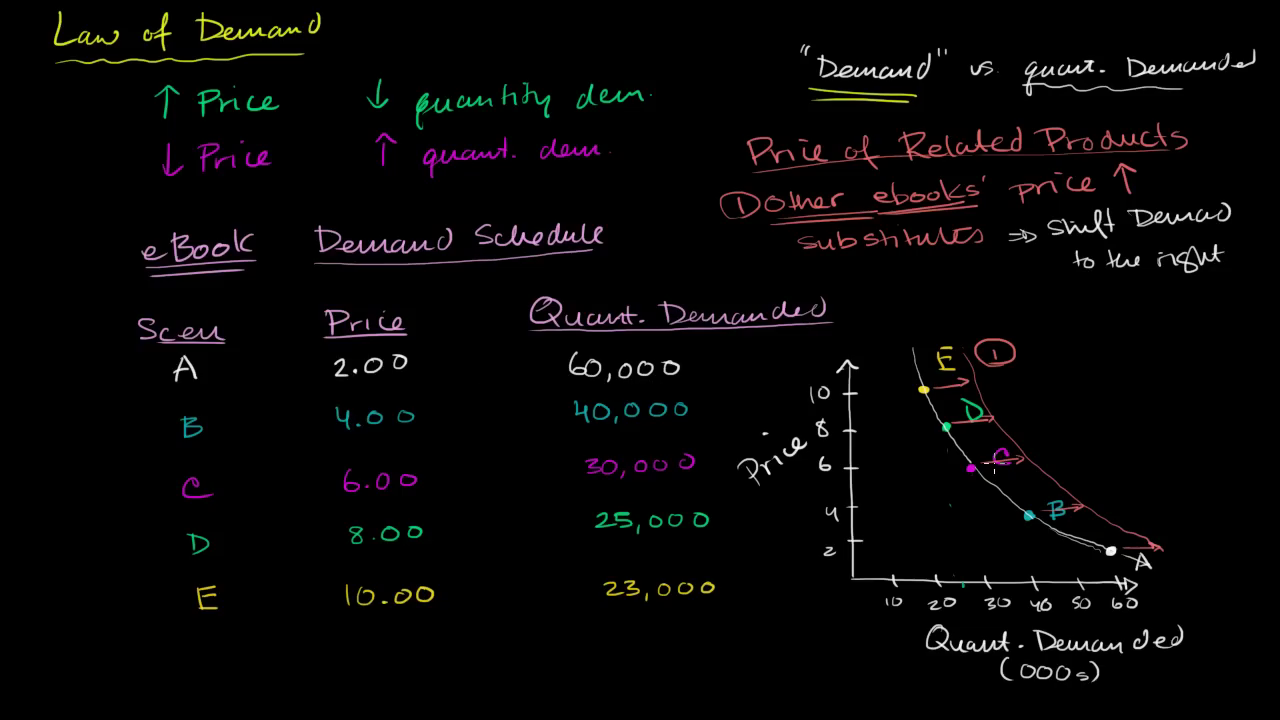 Law of Demand
↑ Price ↓ quantity dem.
↓ Price ↑ quant. dem.
eBook Demand Schedule
Scen Price Quant. Demanded
A 2.00 60,000
B 4.00 40,000
C 6.00 30,000
D 8.00 25,000
E 10.00 23,000
"Demand" vs. quant. Demanded
Price of Related Products
① other ebooks' price ↑
substitutes ⇒ shift Demand
to the right
E ①
D
C
B
A
Price
10
8
6
4
2
10 20 30 40 50 60
Quant. Demanded
(000s)